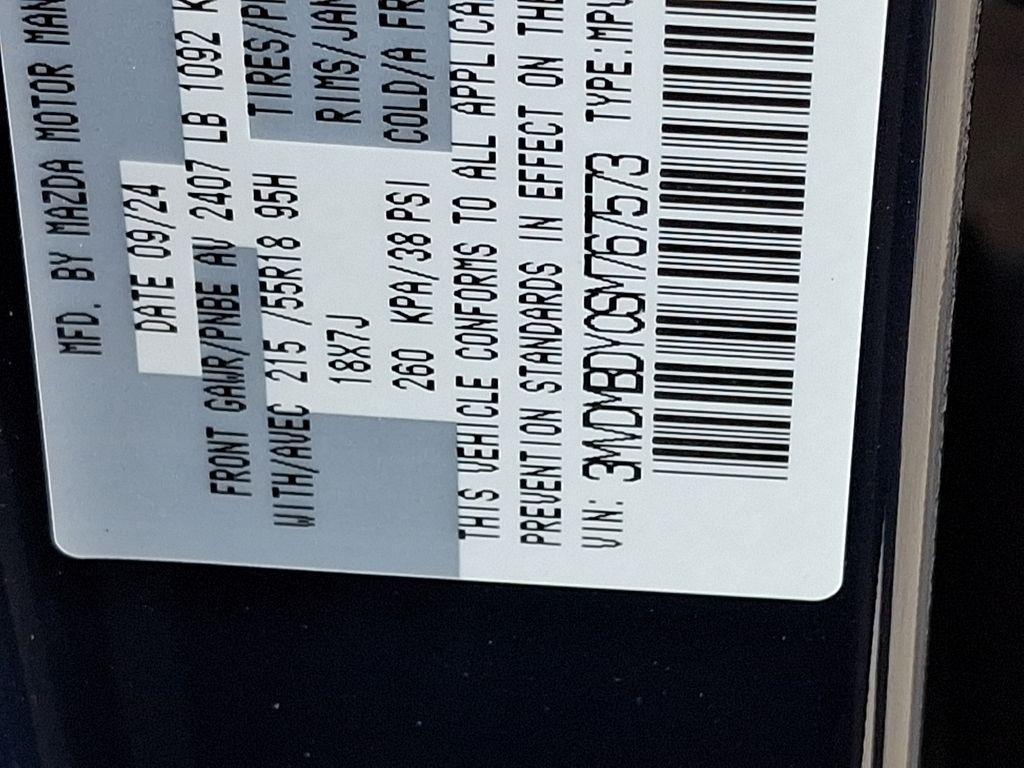 MFD. BY MAZDA MOTOR MAN
DATE 09/24
FRONT GAWR/PNBE AV 2407 LB 1092 K
WITH/AVEC 215 /55R18 95H TIRES/P
18X7J RIMS/JAN
260 KPA/38 PSI COLD/A FR
THIS VEHICLE CONFORMS TO ALL APPLICA
PREVENTION STANDARDS IN EFFECT ON THE
VIN: 3MVDMBDY0SM767573 TYPE:MPV